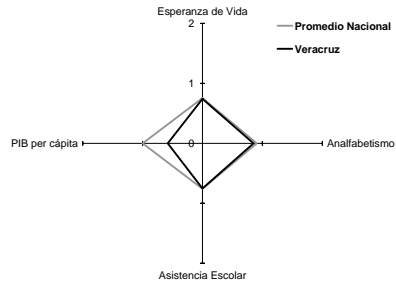 Esperanza de Vida
2
Promedio Nacional
Veracruz
1
PIB per cápita
0
Analfabetismo
Asistencia Escolar